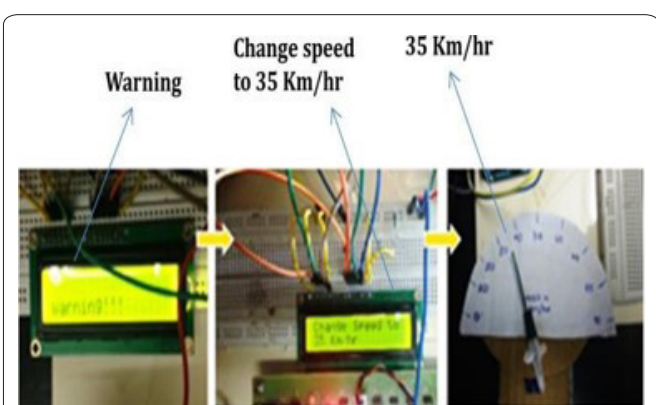 Change speed
to 35 Km/hr
35 Km/hr
Warning
Warning!!!
Change Speed to
35 Km/hr